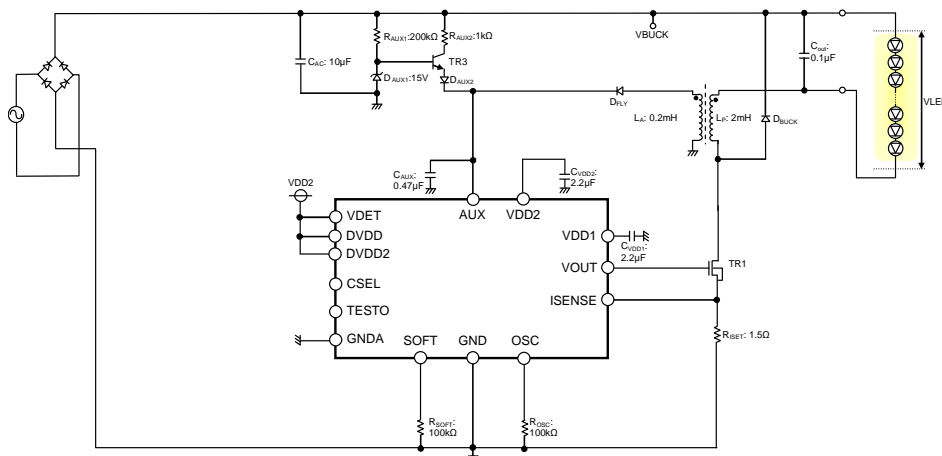 VBUCK
RAUX1:200kΩ
RAUX2:1kΩ
CAC: 10µF
TR3
DAUX1:15V
DAUX2
Cout:
0.1µF
DFLY
LA: 0.2mH
LP: 2mH
DBUCK
CAUX:
0.47µF
CVDD2:
2.2µF
VDD2
AUX
VDD2
VDET
DVDD
DVDD2
CSEL
TESTO
GNDA
VDD1
CVDD1:
2.2µF
VOUT
TR1
ISENSE
RISET: 1.5Ω
SOFT
GND
OSC
RSOFT:
100kΩ
ROSC:
100kΩ